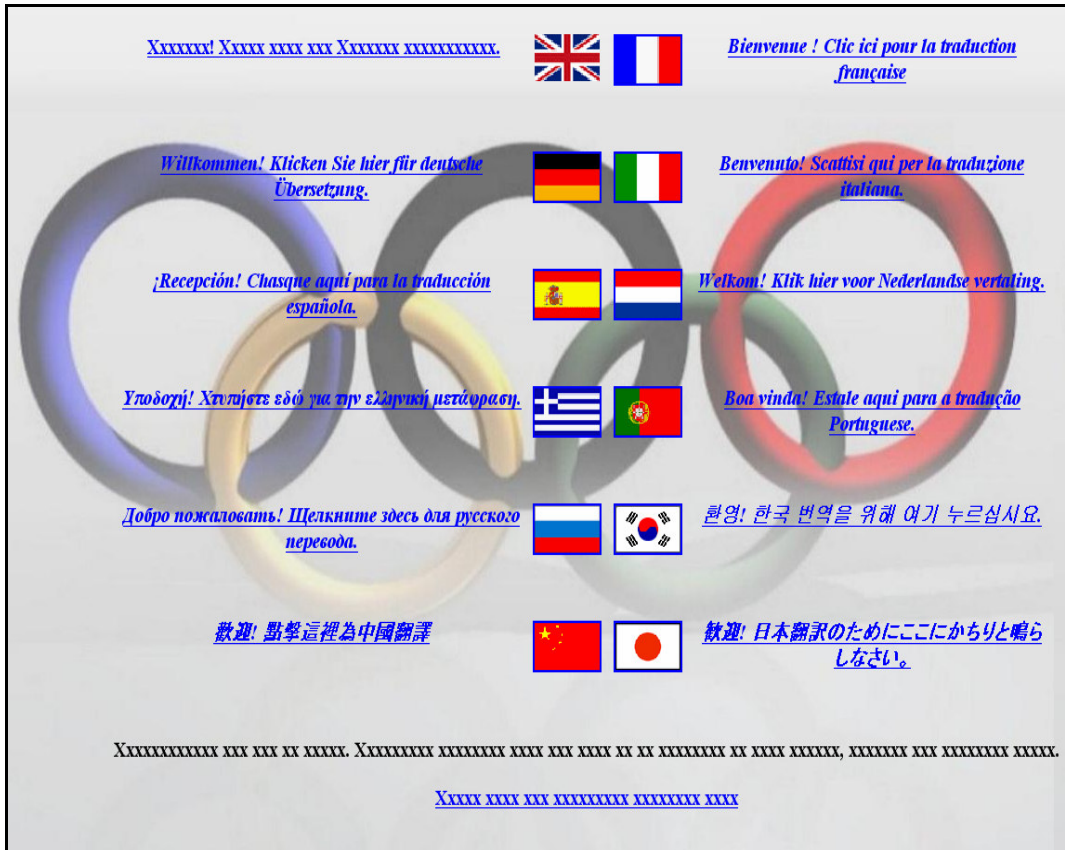 Xxxxxxx! Xxxxx xxxx xxx Xxxxxxx xxxxxxxxxxx.
Bienvenue ! Clic ici pour la traduction
française
Willkommen! Klicken Sie hier für deutsche
Übersetzung.
Benvenuto! Scattisi qui per la traduzione
italiana.
¡Recepción! Chasque aquí para la traducción
española.
Welkom! Klik hier voor Nederlandse vertaling.
Υποδοχή! Χτυπήστε εδώ για την ελληνική μετάφραση.
Boa vinda! Estale aqui para a tradução
Portuguese.
Добро пожаловать! Щелкните здесь для русского
перевода.
환영! 한국 번역을 위해 여기 누르십시요.
歡迎! 點擊這裡為中國翻譯
歓迎! 日本翻訳のためにここにかちりと鳴ら
しなさい。
Xxxxxxxxxxxx xxx xxx xx xxxxx. Xxxxxxxxx xxxxxxxx xxxx xxx xxxx xx xx xxxxxxxx xx xxxx xxxxxx, xxxxxxx xxx xxxxxxxx xxxxx.
Xxxxx xxxx xxx xxxxxxxxx xxxxxxxx xxxx